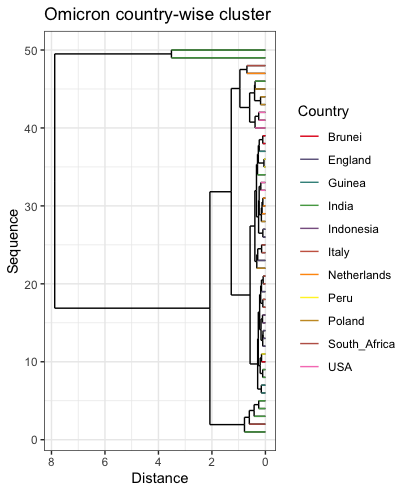 Omicron country-wise cluster
50
40
30
20
10
0
Sequence
8 6 4 2 0
Distance
Country
Brunei
England
Guinea
India
Indonesia
Italy
Netherlands
Peru
Poland
South_Africa
USA